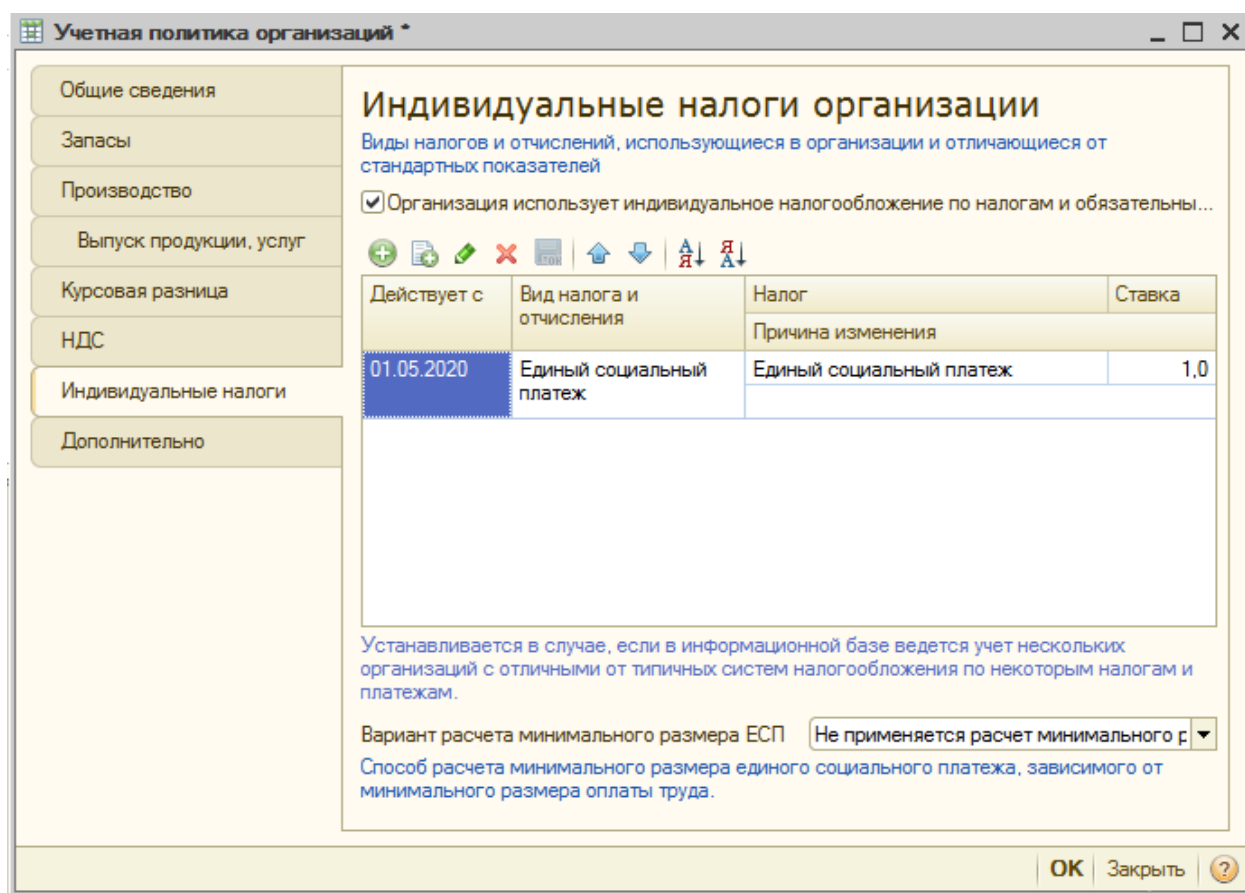 Учетная политика организаций *
Общие сведения
Запасы
Производство
Выпуск продукции, услуг
Курсовая разница
НДС
Индивидуальные налоги
Дополнительно
Индивидуальные налоги организации
Виды налогов и отчислений, использующиеся в организации и отличающиеся от
стандартных показателей
Организация использует индивидуальное налогообложение по налогам и обязательны...
Действует с
Вид налога и
отчисления
Налог
Ставка
Причина изменения
01.05.2020
Единый социальный
платеж
Единый социальный платеж
1,0
Устанавливается в случае, если в информационной базе ведется учет нескольких
организаций с отличными от типичных систем налогообложения по некоторым налогам и
платежам.
Вариант расчета минимального размера ЕСП
Не применяется расчет минимального р
Способ расчета минимального размера единого социального платежа, зависимого от
минимального размера оплаты труда.
OK
Закрыть
?